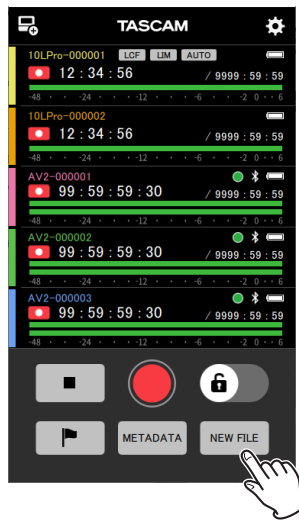 TASCAM
10LPro-000001 LCF LIM AUTO
12 : 34 : 56 / 9999 : 59 : 59
-48 · · -24 · · · -12 · · · -6 · · -2 0 · · 6
10LPro-000002
12 : 34 : 56 / 9999 : 59 : 59
-48 · · -24 · · · -12 · · · -6 · · -2 0 · · 6
AV2-000001
99 : 59 : 59 : 30 / 9999 : 59 : 59
-48 · · -24 · · · -12 · · · -6 · · -2 0 · · 6
AV2-000002
99 : 59 : 59 : 30 / 9999 : 59 : 59
-48 · · -24 · · · -12 · · · -6 · · -2 0 · · 6
AV2-000003
99 : 59 : 59 : 30 / 9999 : 59 : 59
-48 · · -24 · · · -12 · · · -6 · · -2 0 · · 6
METADATA NEW FILE